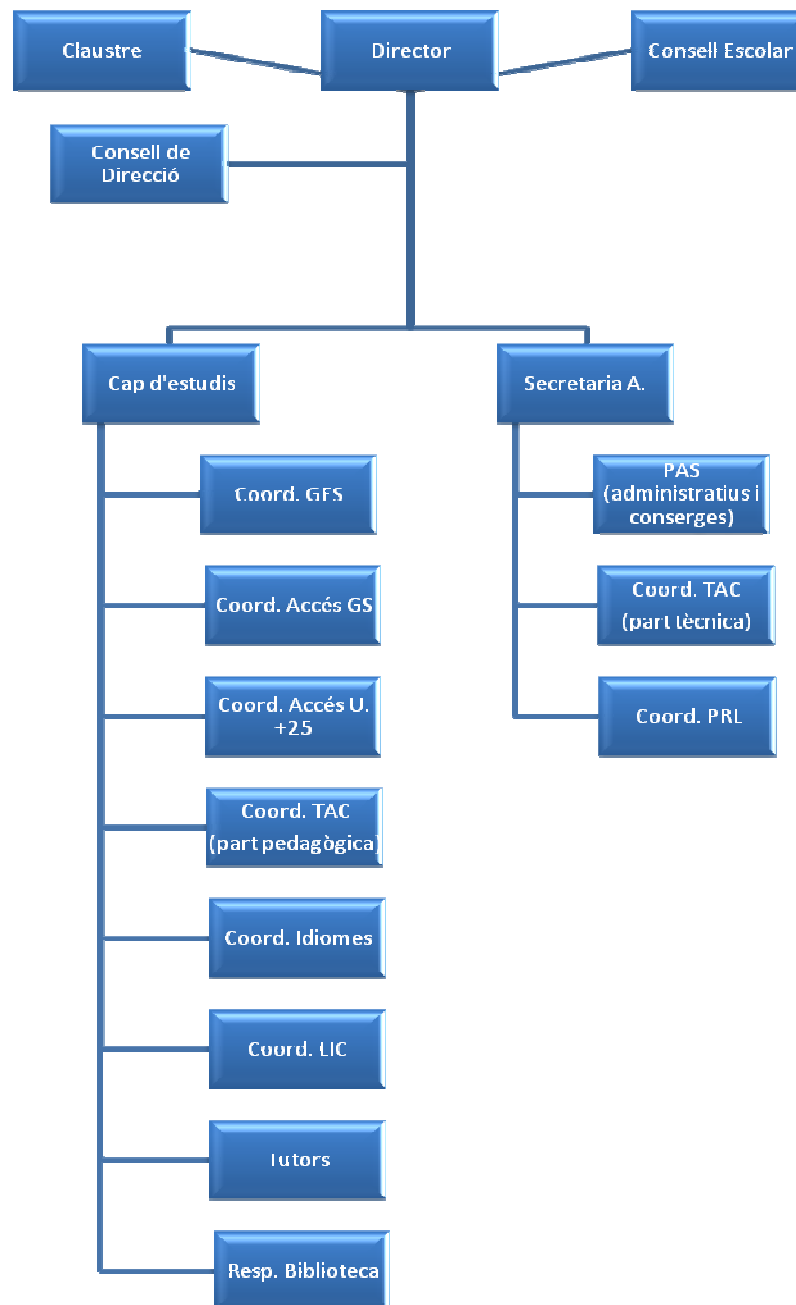 Claustre
Director
Consell Escolar
Consell de
Direcció
Cap d'estudis
Secretaria A.
Coord. GES
PAS
(administratius i
conserges)
Coord. Accés GS
Coord. TAC
(part tècnica)
Coord. Accés U.
+25
Coord. PRL
Coord. TAC
(part pedagògica)
Coord. Idiomes
Coord. LIC
Tutors
Resp. Biblioteca